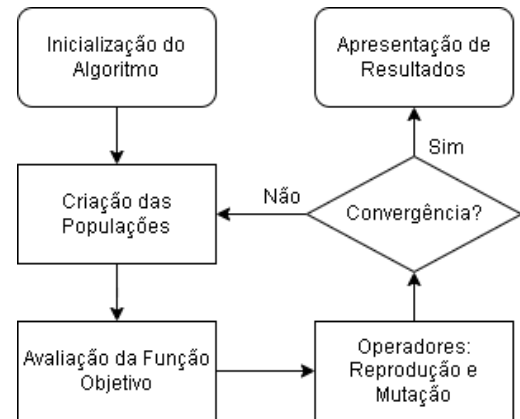 Inicialização do
Algoritmo
Apresentação de
Resultados
Sim
Criação das
Populações
Não
Convergência?
Avaliação da Função
Objetivo
Operadores:
Reprodução e
Mutação